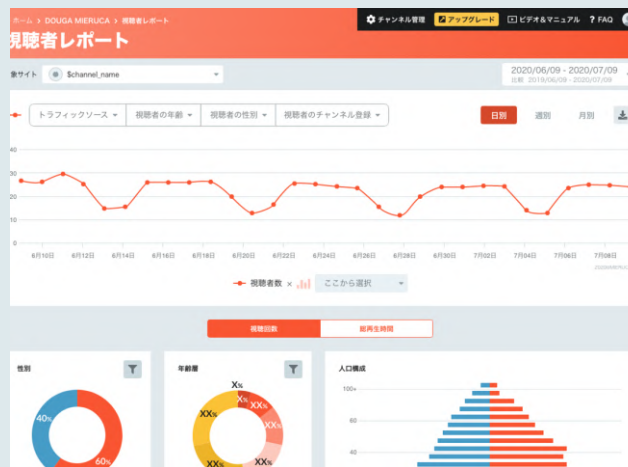 ホーム > DOUGA MIERUCA > 視聴者レポート
チャンネル管理 アップグレード ビデオ&マニュアル ? FAQ
視聴者レポート
象サイト $channel_name
2020/06/09 - 2020/07/09
比較 2019/06/09 - 2020/07/09
トラフィックソース 視聴者の年齢 視聴者の性別 視聴者のチャンネル登録 日別 週別 月別
40
30
20
10
0
6月10日 6月12日 6月14日 6月16日 6月18日 6月20日 6月22日 6月24日 6月26日 6月28日 6月30日 7月02日 7月04日 7月06日 7月08日
視聴者数 × ここから選択
視聴回数 総再生時間
性別 年齢層 人口構成
40%
60%
X%
X%
XX%
XX%
XX%
XX%
XX%
XX%
100+
80
40